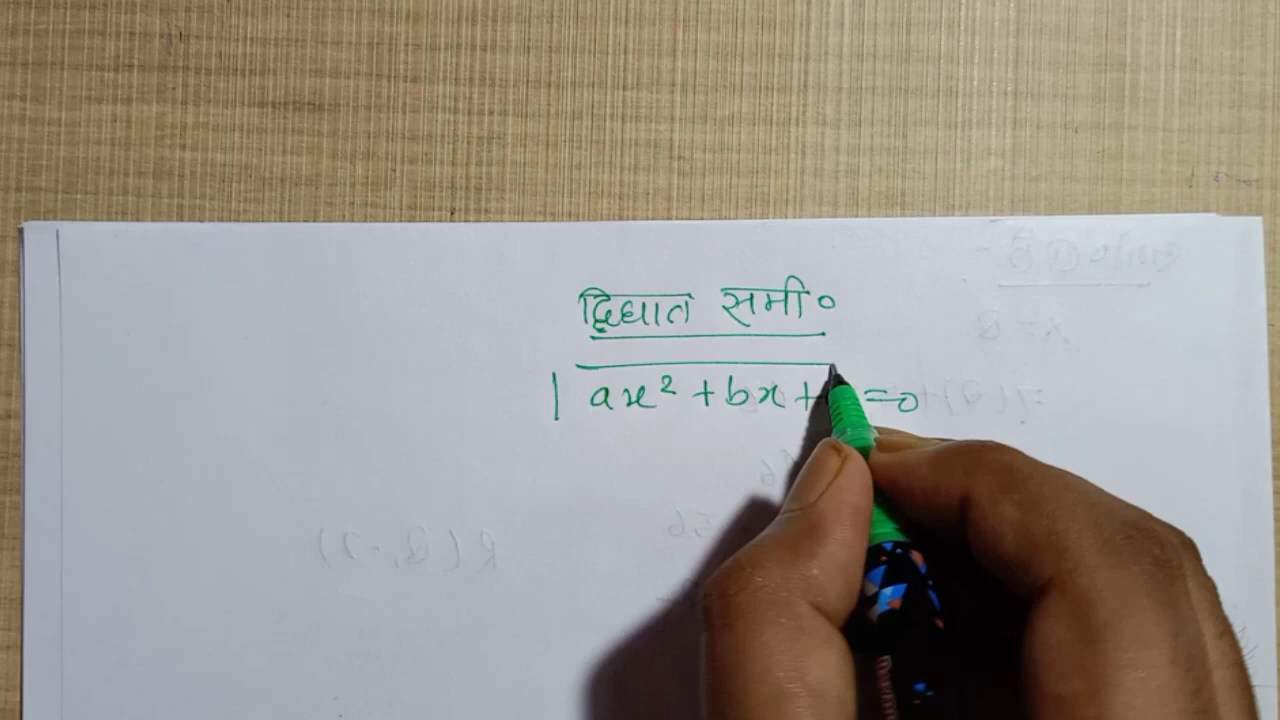 द्विघात समी०
ax² + bx + = 0